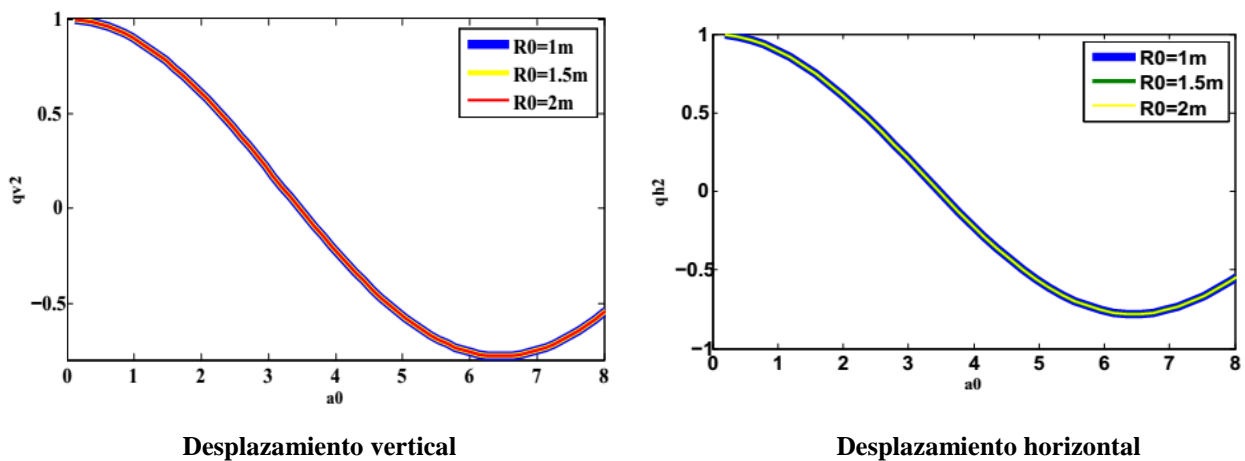 1
0.5
0
−0.5
qv2
0 1 2 3 4 5 6 7 8
a0
R0=1m
R0=1.5m
R0=2m
Desplazamiento vertical
1
0.5
0
−0.5
−1
qh2
0 1 2 3 4 5 6 7 8
a0
R0=1m
R0=1.5m
R0=2m
Desplazamiento horizontal